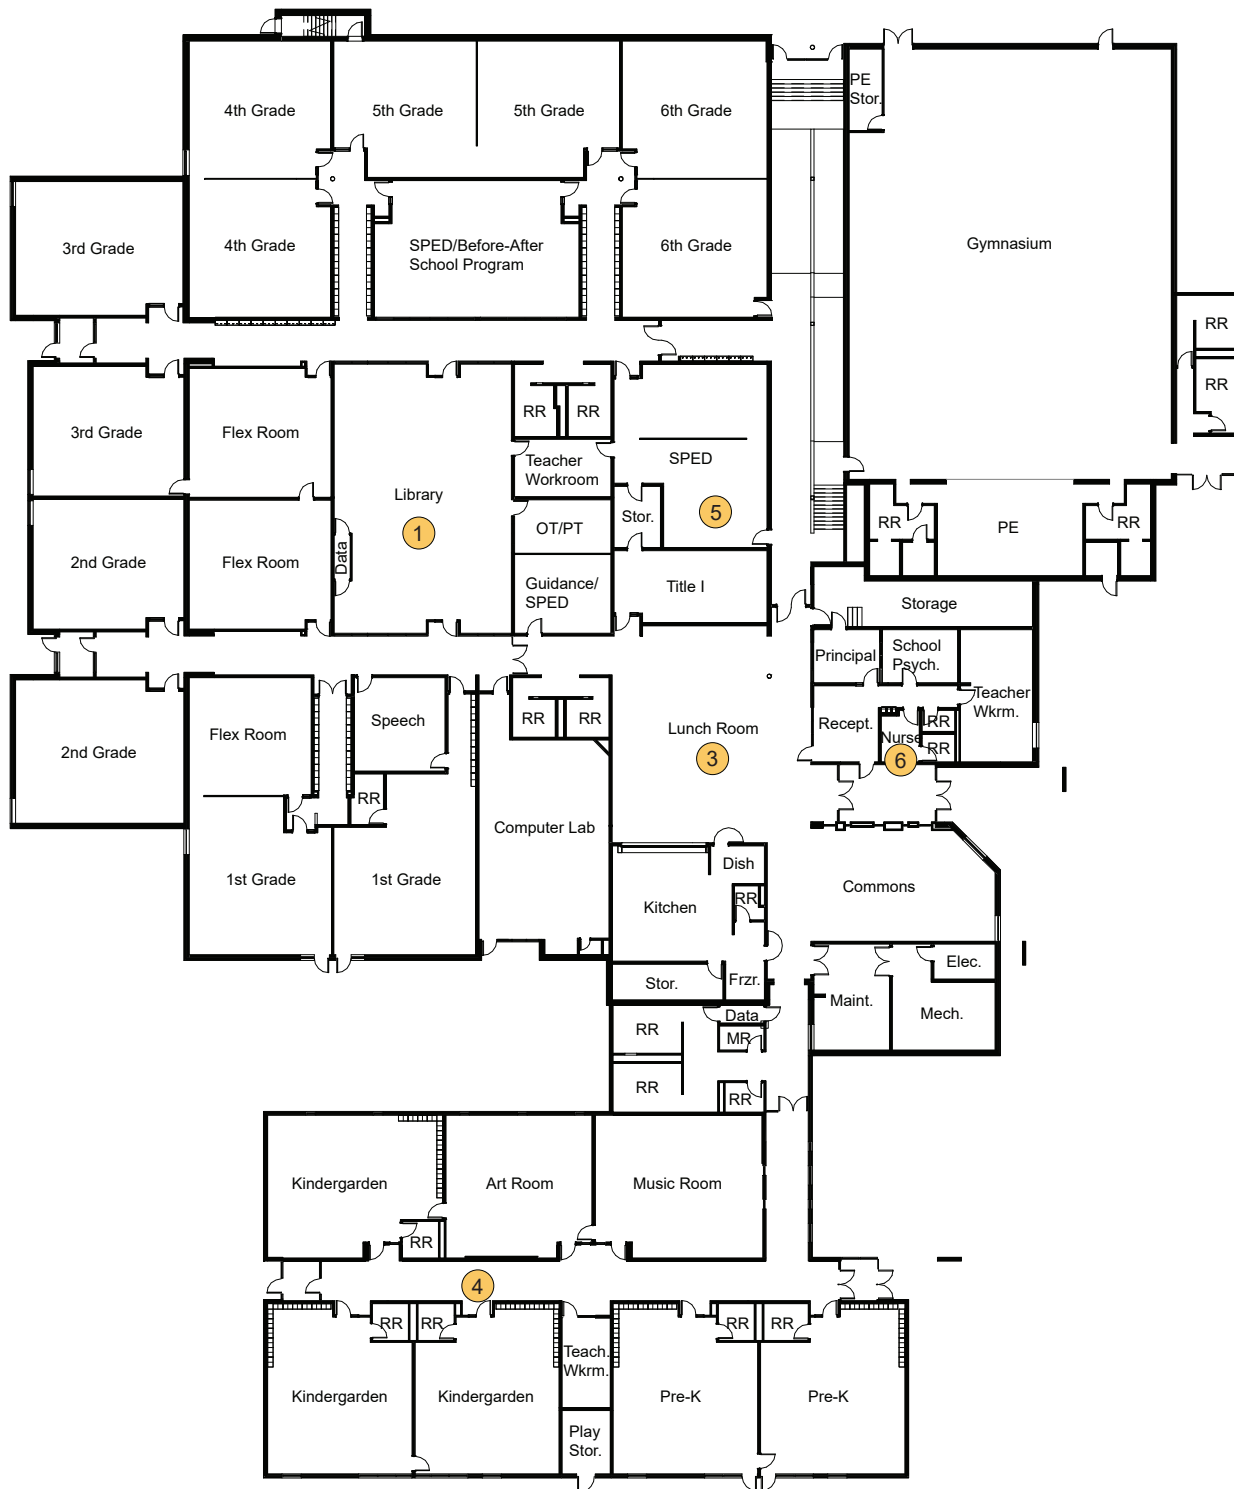 PE
Stor.
4th Grade
5th Grade
5th Grade
6th Grade
3rd Grade
4th Grade
SPED/Before-After
School Program
6th Grade
Gymnasium
RR
RR
3rd Grade
Flex Room
RR
RR
Teacher
Workroom
SPED
Library
1
5
Stor.
OT/PT
RR
PE
RR
2nd Grade
Flex Room
Data
Guidance/
SPED
Title I
Storage
Principal
School
Psych.
Teacher
Wkrm.
2nd Grade
Flex Room
Speech
RR
RR
Lunch Room
3
Recept.
Nurse
RR
RR
6
RR
Computer Lab
1st Grade
1st Grade
Dish
Commons
Kitchen
RR
Stor.
Frzr.
Elec.
Maint.
Mech.
Data
RR
MR
RR
RR
Kindergarden
Art Room
Music Room
RR
4
RR
RR
RR
RR
Teach.
Wkrm.
Kindergarden
Kindergarden
Pre-K
Pre-K
Play
Stor.